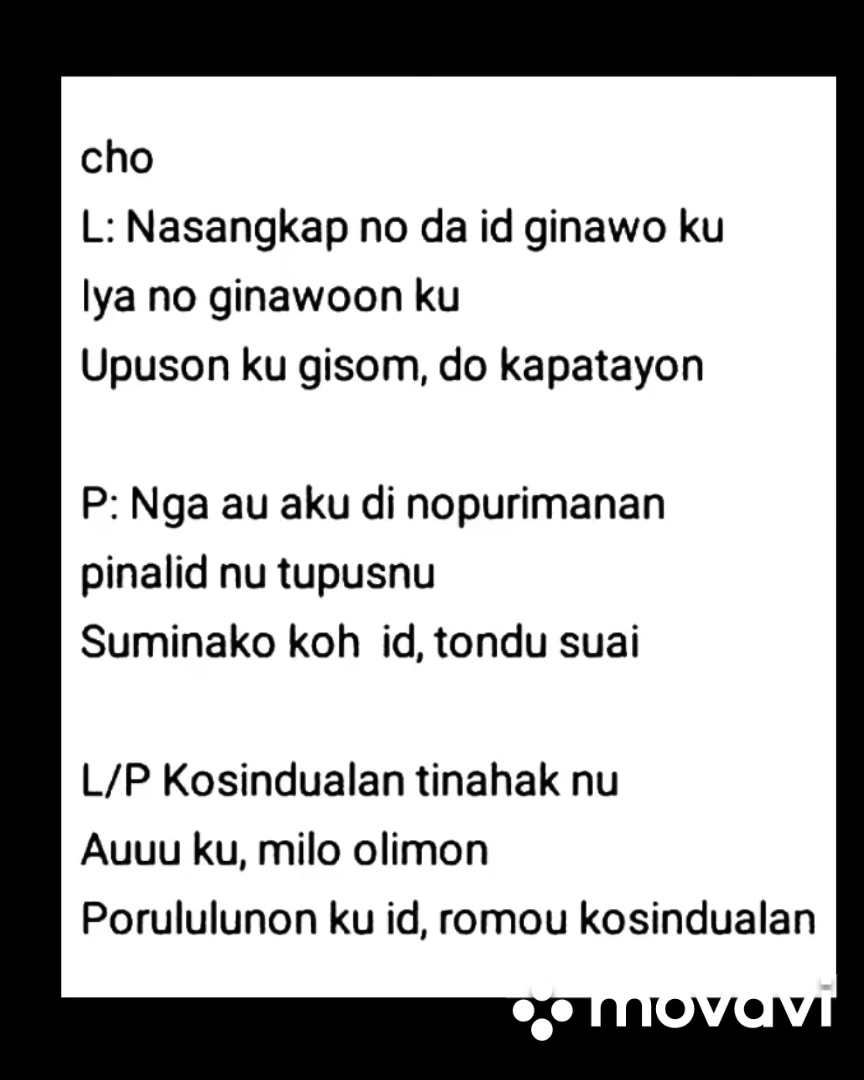 cho
L: Nasangkap no da id ginawo ku
Iya no ginawoon ku
Upuson ku gisom, do kapatayon
P: Nga au aku di nopurimanan
pinalid nu tupusnu
Suminako koh id, tondu suai
L/P Kosindualan tinahak nu
Auuu ku, milo olimon
Porululunon ku id, romou kosindualan
movavi